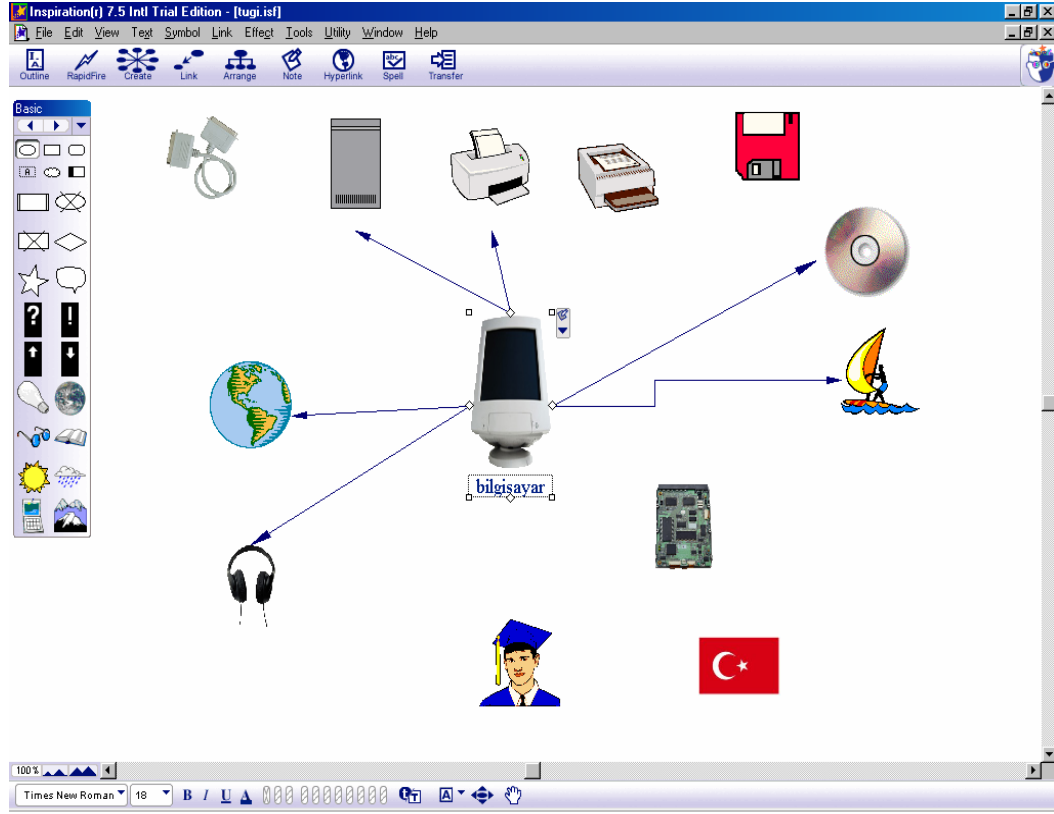 Inspiration(r) 7.5 Intl Trial Edition - [tugi.isf]
File Edit View Text Symbol Link Effect Tools Utility Window Help
Outline RapidFire Create Link Arrange Note Hyperlink Spell Transfer
Basic
bilgisayar
100 %
Times New Roman 18 B I U A